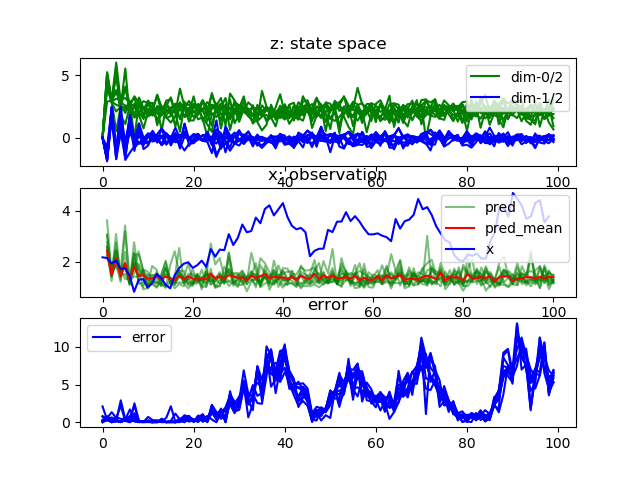 z: state space
5
0
dim-0/2
dim-1/2
0 20 40 60 80 100
x: observation
4
2
pred
pred_mean
x
0 20 40 60 80 100
error
10
5
0
error
0 20 40 60 80 100